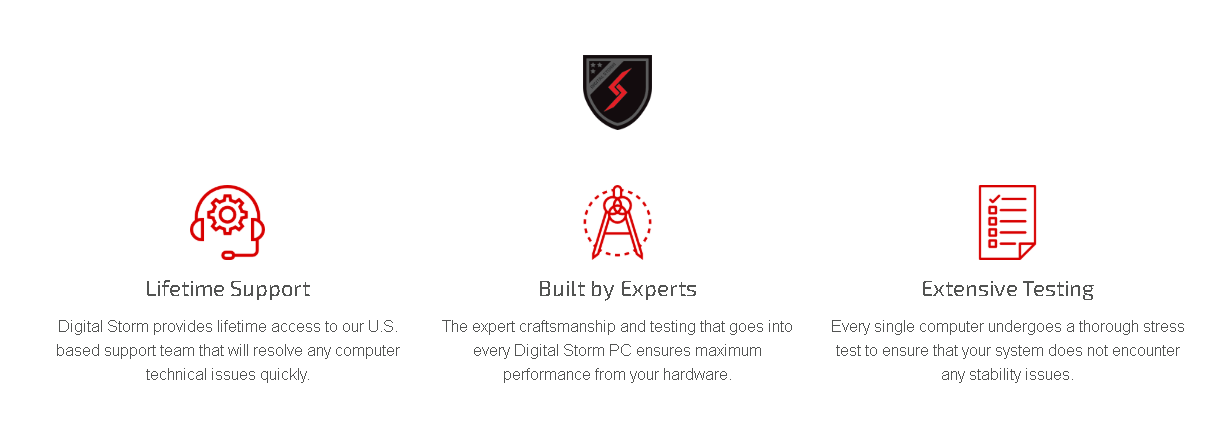 Lifetime Support
Digital Storm provides lifetime access to our U.S.
based support team that will resolve any computer
technical issues quickly.
Built by Experts
The expert craftsmanship and testing that goes into
every Digital Storm PC ensures maximum
performance from your hardware.
Extensive Testing
Every single computer undergoes a thorough stress
test to ensure that your system does not encounter
any stability issues.